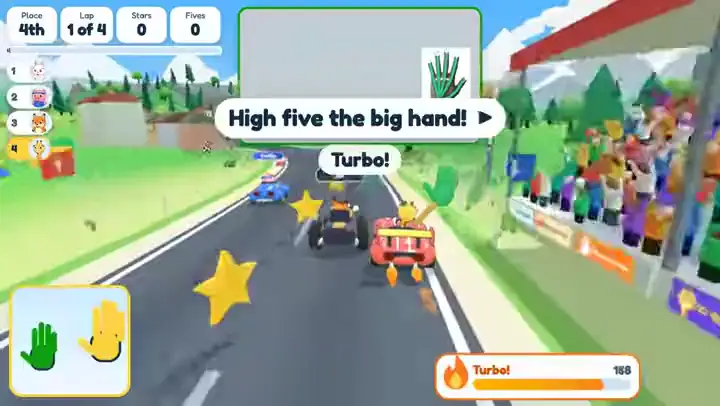 Place
4th
Lap
1 of 4
Stars
0
Fives
0
1
2
3
4
High five the big hand!
Turbo!
Turbo!